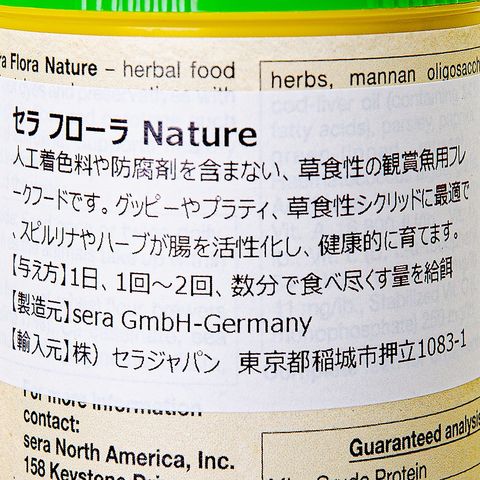 ra Flora Nature – herbal food
herbs, mannan oligosacch
セラ フローラ Nature
人工着色料や防腐剤を含まない、草食性の観賞魚用フレ
ークフードです。グッピーやプラティ、草食性シクリッドに最適で
、スピルリナやハーブが腸を活性化し、健康的に育てます。
【与え方】1日、1回～2回、数分で食べ尽くす量を給餌
【製造元】sera GmbH-Germany
【輸入元】株）セラジャパン 東京都稲城市押立1083-1
For more information
contact:
sera North America, Inc.
158 Keystone
Guaranteed analysis
Crude Protein